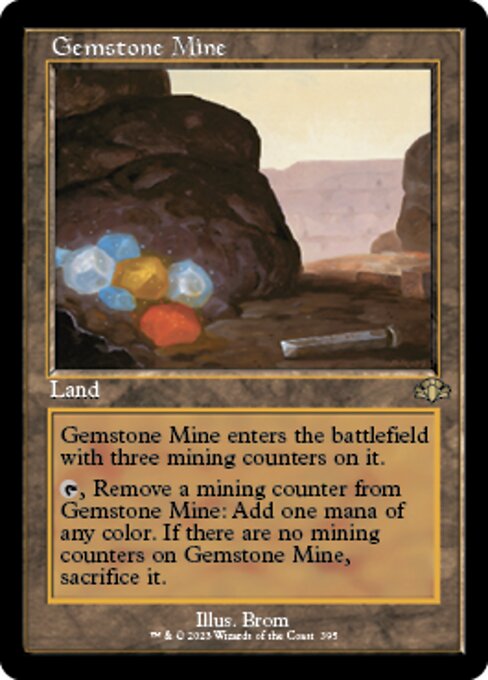 Gemstone Mine
Land
Gemstone Mine enters the battlefield
with three mining counters on it.
, Remove a mining counter from
Gemstone Mine: Add one mana of
any color. If there are no mining
counters on Gemstone Mine,
sacrifice it.
Illus. Brom
™ & © 2023 Wizards of the Coast 395